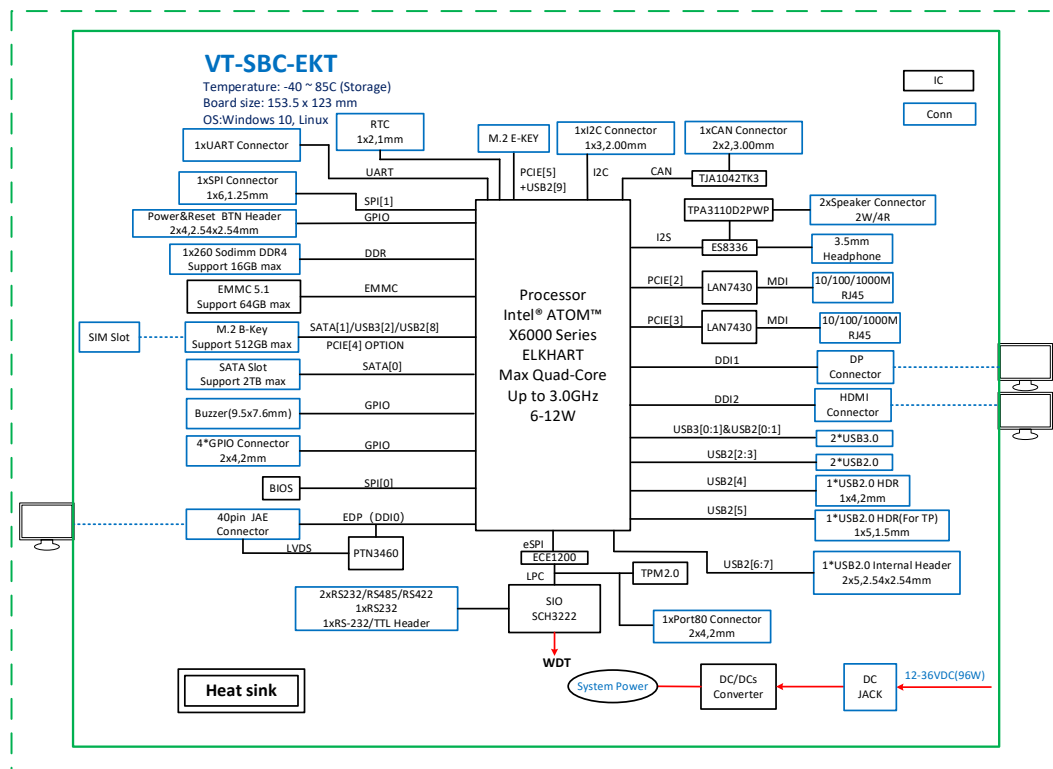 VT-SBC-EKT
Temperature: -40 ~ 85C (Storage)
Board size: 153.5 x 123 mm
OS:Windows 10, Linux
IC
Conn
RTC
1x2,1mm
M.2 E-KEY
1xI2C Connector
1x3,2.00mm
1xCAN Connector
2x2,3.00mm
1xUART Connector
UART
PCIE[5]
+USB2[9]
I2C
CAN
TJA1042TK3
1xSPI Connector
1x6,1.25mm
SPI[1]
Power&Reset BTN Header
2x4,2.54x2.54mm
GPIO
TPA3110D2PWP
2xSpeaker Connector
2W/4R
1x260 Sodimm DDR4
Support 16GB max
DDR
I2S
ES8336
3.5mm
Headphone
EMMC 5.1
Support 64GB max
EMMC
PCIE[2]
LAN7430
MDI
10/100/1000M
RJ45
Processor
Intel® ATOM™
X6000 Series
ELKHART
Max Quad-Core
Up to 3.0GHz
6-12W
SIM Slot
M.2 B-Key
Support 512GB max
SATA[1]/USB3[2]/USB2[8]
PCIE[4] OPTION
PCIE[3]
LAN7430
MDI
10/100/1000M
RJ45
SATA Slot
Support 2TB max
SATA[0]
DDI1
DP
Connector
Buzzer(9.5x7.6mm)
GPIO
DDI2
HDMI
Connector
4*GPIO Connector
2x4,2mm
GPIO
USB3[0:1]&USB2[0:1]
2*USB3.0
USB2[2:3]
2*USB2.0
BIOS
SPI[0]
USB2[4]
1*USB2.0 HDR
1x4,2mm
40pin JAE
Connector
EDP（DDI0）
USB2[5]
1*USB2.0 HDR(For TP)
1x5,1.5mm
LVDS
PTN3460
eSPI
ECE1200
LPC
TPM2.0
USB2[6:7]
1*USB2.0 Internal Header
2x5,2.54x2.54mm
2xRS232/RS485/RS422
1xRS232
1xRS-232/TTL Header
SIO
SCH3222
1xPort80 Connector
2x4,2mm
WDT
Heat sink
System Power
DC/DCs
Converter
DC
JACK
12-36VDC(96W)